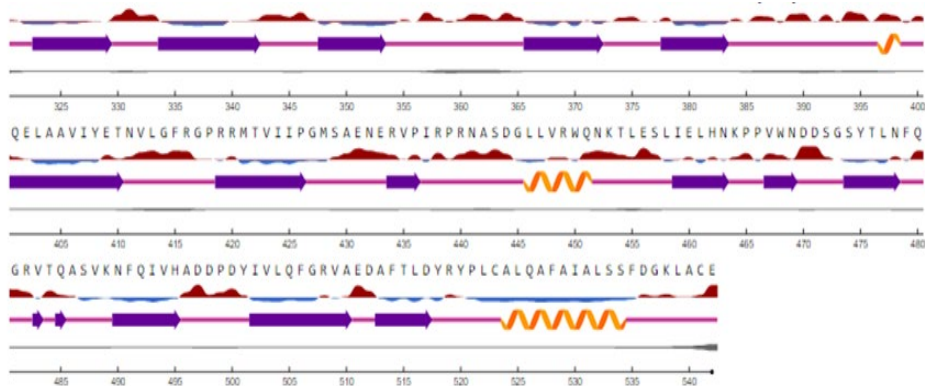 325 330 335 340 345 350 355 360 365 370 375 380 385 390 395 400
QELAAVIYETNVLGFRGPRRMTVIIPGMSAENERVPIRPRNASDGLLVRWQNKTLESLIELHNKPPVWNDDSGSYTLNFQ
405 410 415 420 425 430 435 440 445 450 455 460 465 470 475 480
GRVTQASVKNFQIVHADDPDYIVLQFGRVAEDAFTLDYRYPLCALQAFAIALSSFDGKLACE
485 490 495 500 505 510 515 520 525 530 535 540